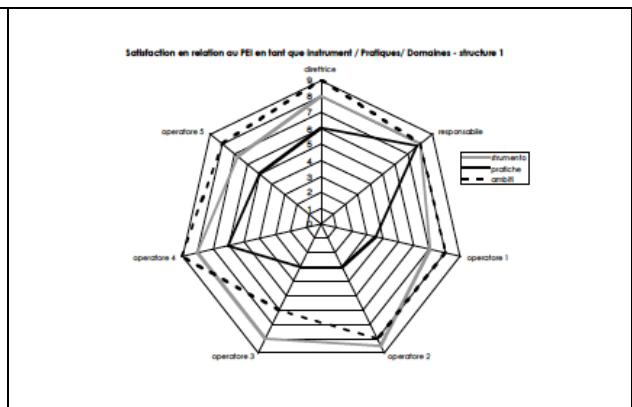 Satisfaction en relation au PEI en tant que instrument / Pratiques/ Domaines - structure 1
direttrice
9
8
7
6
5
4
3
2
1
0
responsabile
operatore 1
operatore 2
operatore 3
operatore 4
operatore 5
strumento
pratiche
ambiti